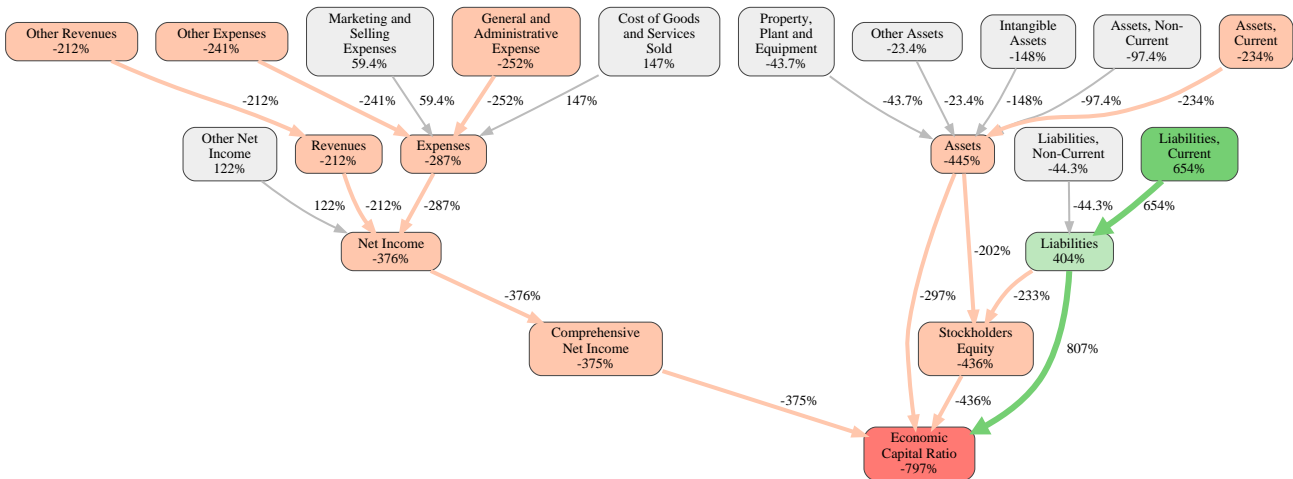 Other Revenues
-212%
Other Expenses
-241%
Marketing and
Selling
Expenses
59.4%
General and
Administrative
Expense
-252%
Cost of Goods
and Services
Sold
147%
Property,
Plant and
Equipment
-43.7%
Other Assets
-23.4%
Intangible
Assets
-148%
Assets, Non-
Current
-97.4%
Assets,
Current
-234%
-212%
-241%
59.4%
-252%
147%
-43.7%
-23.4%
-148%
-97.4%
-234%
Other Net
Income
122%
Revenues
-212%
Expenses
-287%
Assets
-445%
Liabilities,
Non-Current
-44.3%
Liabilities,
Current
654%
122%
-212%
-287%
-44.3%
654%
Net Income
-376%
-202%
Liabilities
404%
-376%
-297%
-233%
Comprehensive
Net Income
-375%
Stockholders
Equity
-436%
807%
-375%
-436%
Economic
Capital Ratio
-797%